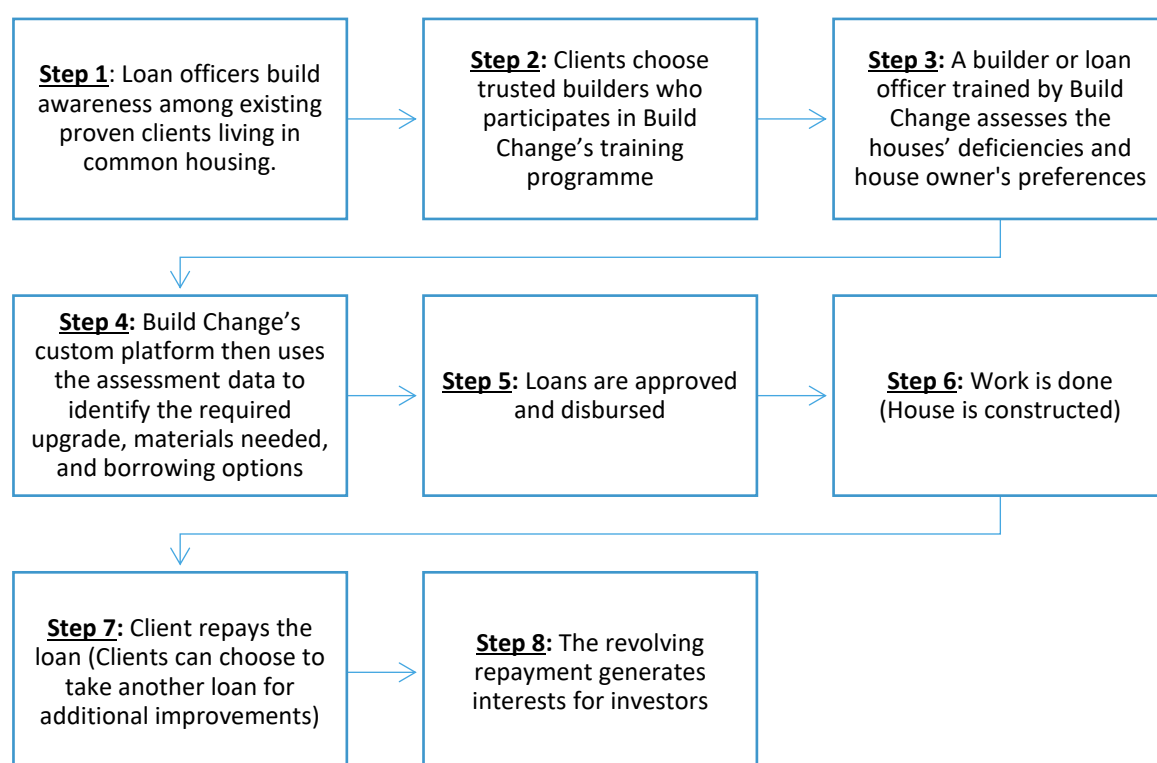 Step 1: Loan officers build
awareness among existing
proven clients living in
common housing.
Step 2: Clients choose
trusted builders who
participates in Build
Change’s training
programme
Step 3: A builder or loan
officer trained by Build
Change assesses the
houses’ deficiencies and
house owner's preferences
Step 4: Build Change’s
custom platform then uses
the assessment data to
identify the required
upgrade, materials needed,
and borrowing options
Step 5: Loans are approved
and disbursed
Step 6: Work is done
(House is constructed)
Step 7: Client repays the
loan (Clients can choose to
take another loan for
additional improvements)
Step 8: The revolving
repayment generates
interests for investors